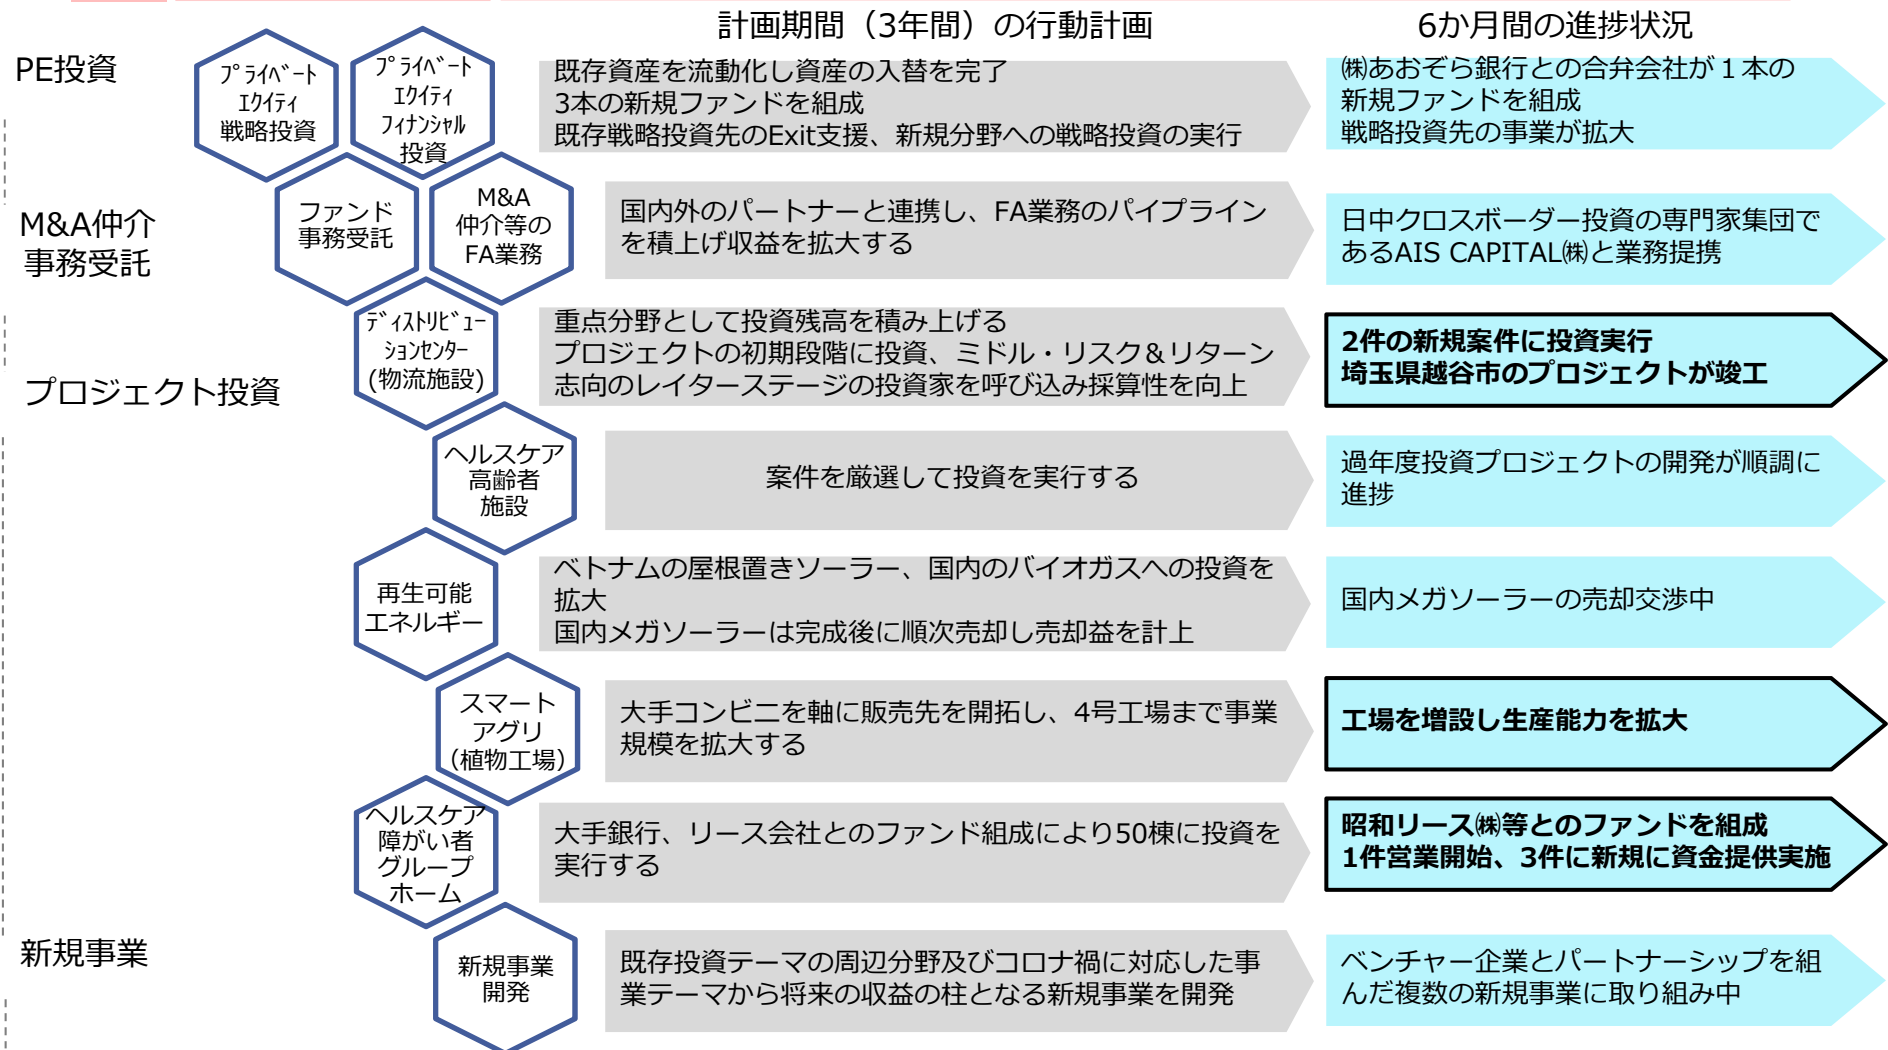 計画期間（3年間）の行動計画
6か月間の進捗状況
PE投資
ﾌﾟﾗｲﾍﾞｰﾄ
ｴｸｲﾃｨ
戦略投資
ﾌﾟﾗｲﾍﾞｰﾄ
ｴｸｲﾃｨ
ﾌｨﾅﾝｼｬﾙ
投資
既存資産を流動化し資産の入替を完了
3本の新規ファンドを組成
既存戦略投資先のExit支援、新規分野への戦略投資の実行
㈱あおぞら銀行との合弁会社が１本の
新規ファンドを組成
戦略投資先の事業が拡大
M&A仲介
事務受託
ファンド
事務受託
M&A
仲介等の
FA業務
国内外のパートナーと連携し、FA業務のパイプライン
を積上げ収益を拡大する
日中クロスボーダー投資の専門家集団で
あるAIS CAPITAL㈱と業務提携
プロジェクト投資
ﾃﾞｨｽﾄﾘﾋﾞｭｰ
ｼｮﾝｾﾝﾀｰ
(物流施設)
重点分野として投資残高を積み上げる
プロジェクトの初期段階に投資、ミドル・リスク＆リターン
志向のレイターステージの投資家を呼び込み採算性を向上
2件の新規案件に投資実行
埼玉県越谷市のプロジェクトが竣工
ヘルスケア
高齢者
施設
案件を厳選して投資を実行する
過年度投資プロジェクトの開発が順調に
進捗
再生可能
エネルギー
ベトナムの屋根置きソーラー、国内のバイオガスへの投資を
拡大
国内メガソーラーは完成後に順次売却し売却益を計上
国内メガソーラーの売却交渉中
スマート
アグリ
（植物工場）
大手コンビニを軸に販売先を開拓し、4号工場まで事業
規模を拡大する
工場を増設し生産能力を拡大
ヘルスケア
障がい者
グループ
ホーム
大手銀行、リース会社とのファンド組成により50棟に投資を
実行する
昭和リース㈱等とのファンドを組成
1件営業開始、3件に新規に資金提供実施
新規事業
新規事業
開発
既存投資テーマの周辺分野及びコロナ禍に対応した事
業テーマから将来の収益の柱となる新規事業を開発
ベンチャー企業とパートナーシップを組
んだ複数の新規事業に取り組み中